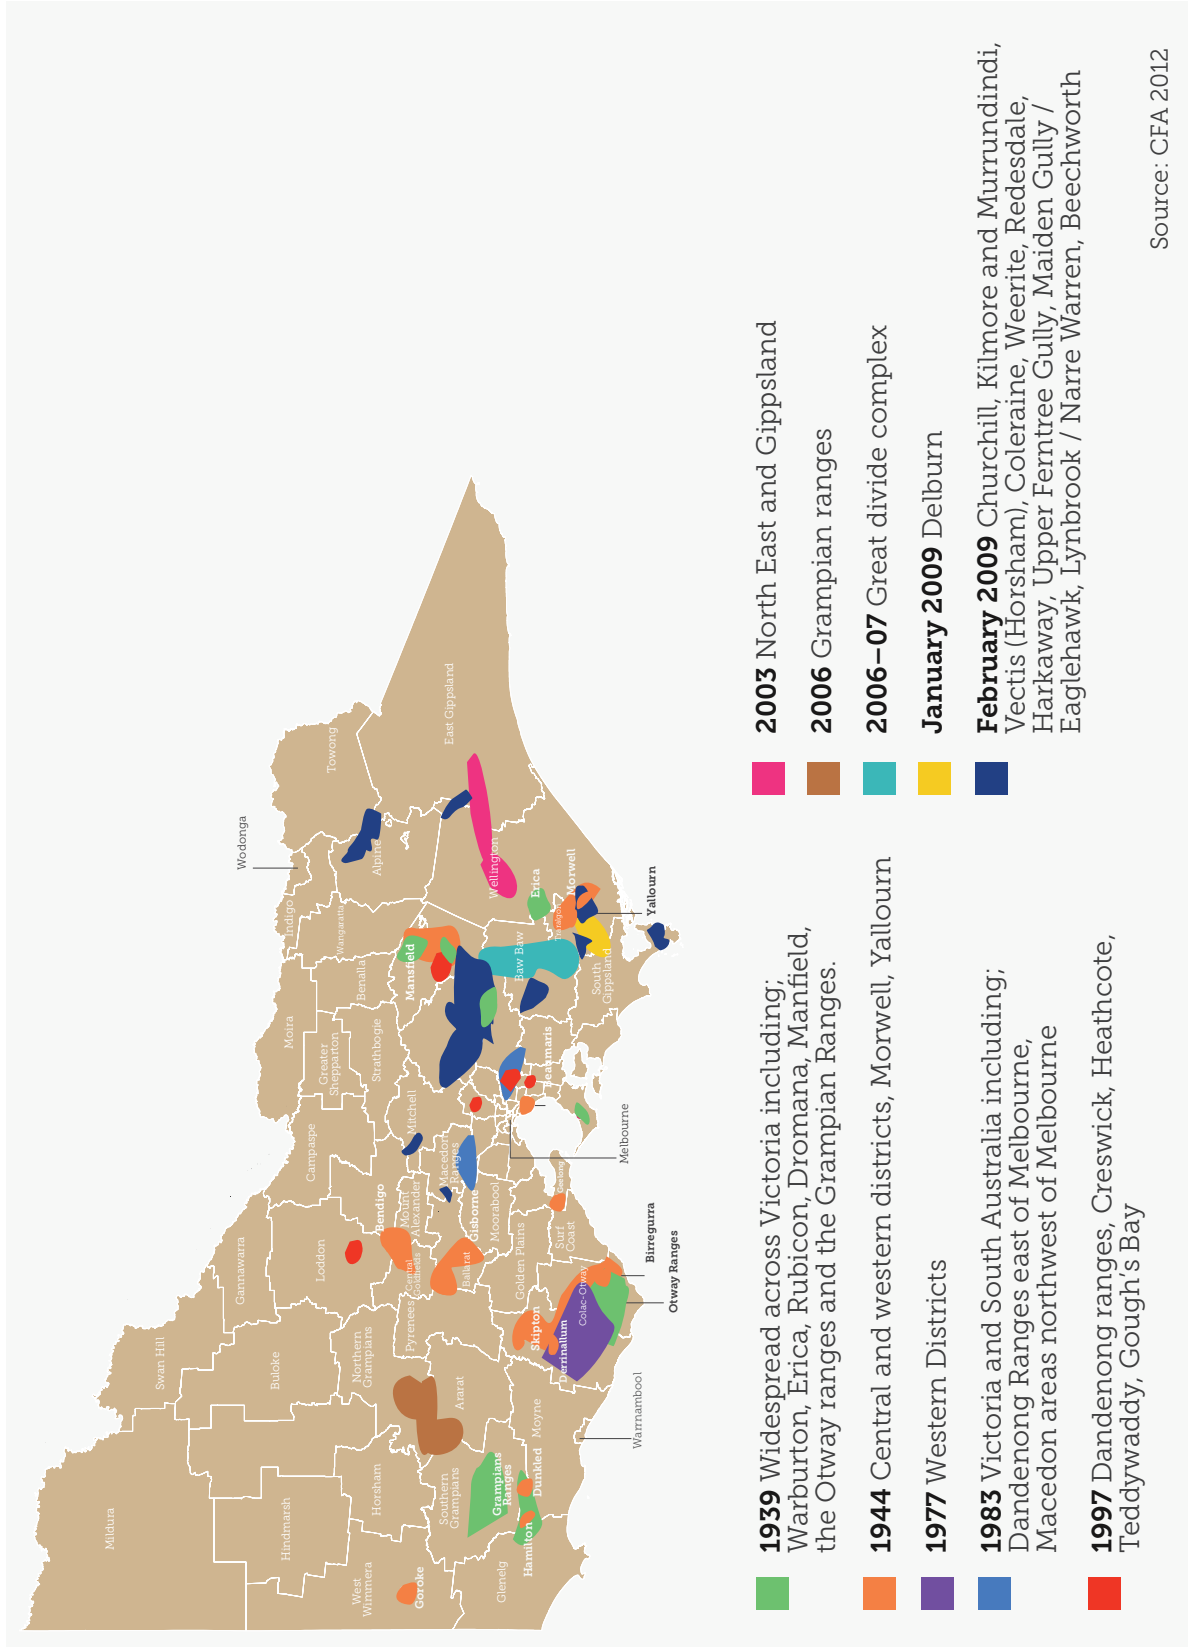 Mildura
Swan Hill
Gannawarra
Buloke
Hindmarsh
Loddon
Campaspe
Moira
Greater
Shepparton
Indigo
Wodonga
Towong
Wangaratta
Benalla
Strathbogie
Alpine
East Gippsland
West
Wimmera
Horsham
Northern
Grampians
Goroke
Southern
Grampians
Ararat
Pyrenees
Central
Goldfields
Bendigo
Mount
Alexander
Mitchell
Macedon
Ranges
Mansfield
Wellington
Glenelg
Hamilton
Grampians
Ranges
Dunkled
Moyne
Warrnambool
Skipton
Derrinallum
Colac-Otway
Golden Plains
Ballarat
Moorabool
Gisborne
Surf
Coast
Geelong
Birregurra
Otway Ranges
Melbourne
Beaumaris
Baw Baw
Erica
Morwell
South
Gippsland
Yallourn
1939 Widespread across Victoria including;
Warburton, Erica, Rubicon, Dromana, Manfield,
the Otway ranges and the Grampian Ranges.
1944 Central and western districts, Morwell, Yallourn
1977 Western Districts
1983 Victoria and South Australia including;
Dandenong Ranges east of Melbourne,
Macedon areas northwest of Melbourne
1997 Dandenong ranges, Creswick, Heathcote,
Teddywaddy, Gough's Bay
2003 North East and Gippsland
2006 Grampian ranges
2006–07 Great divide complex
January 2009 Delburn
February 2009 Churchill, Kilmore and Murrundindi,
Vectis (Horsham), Coleraine, Weerite, Redesdale,
Harkaway, Upper Ferntree Gully, Maiden Gully /
Eaglehawk, Lynbrook / Narre Warren, Beechworth
Source: CFA 2012